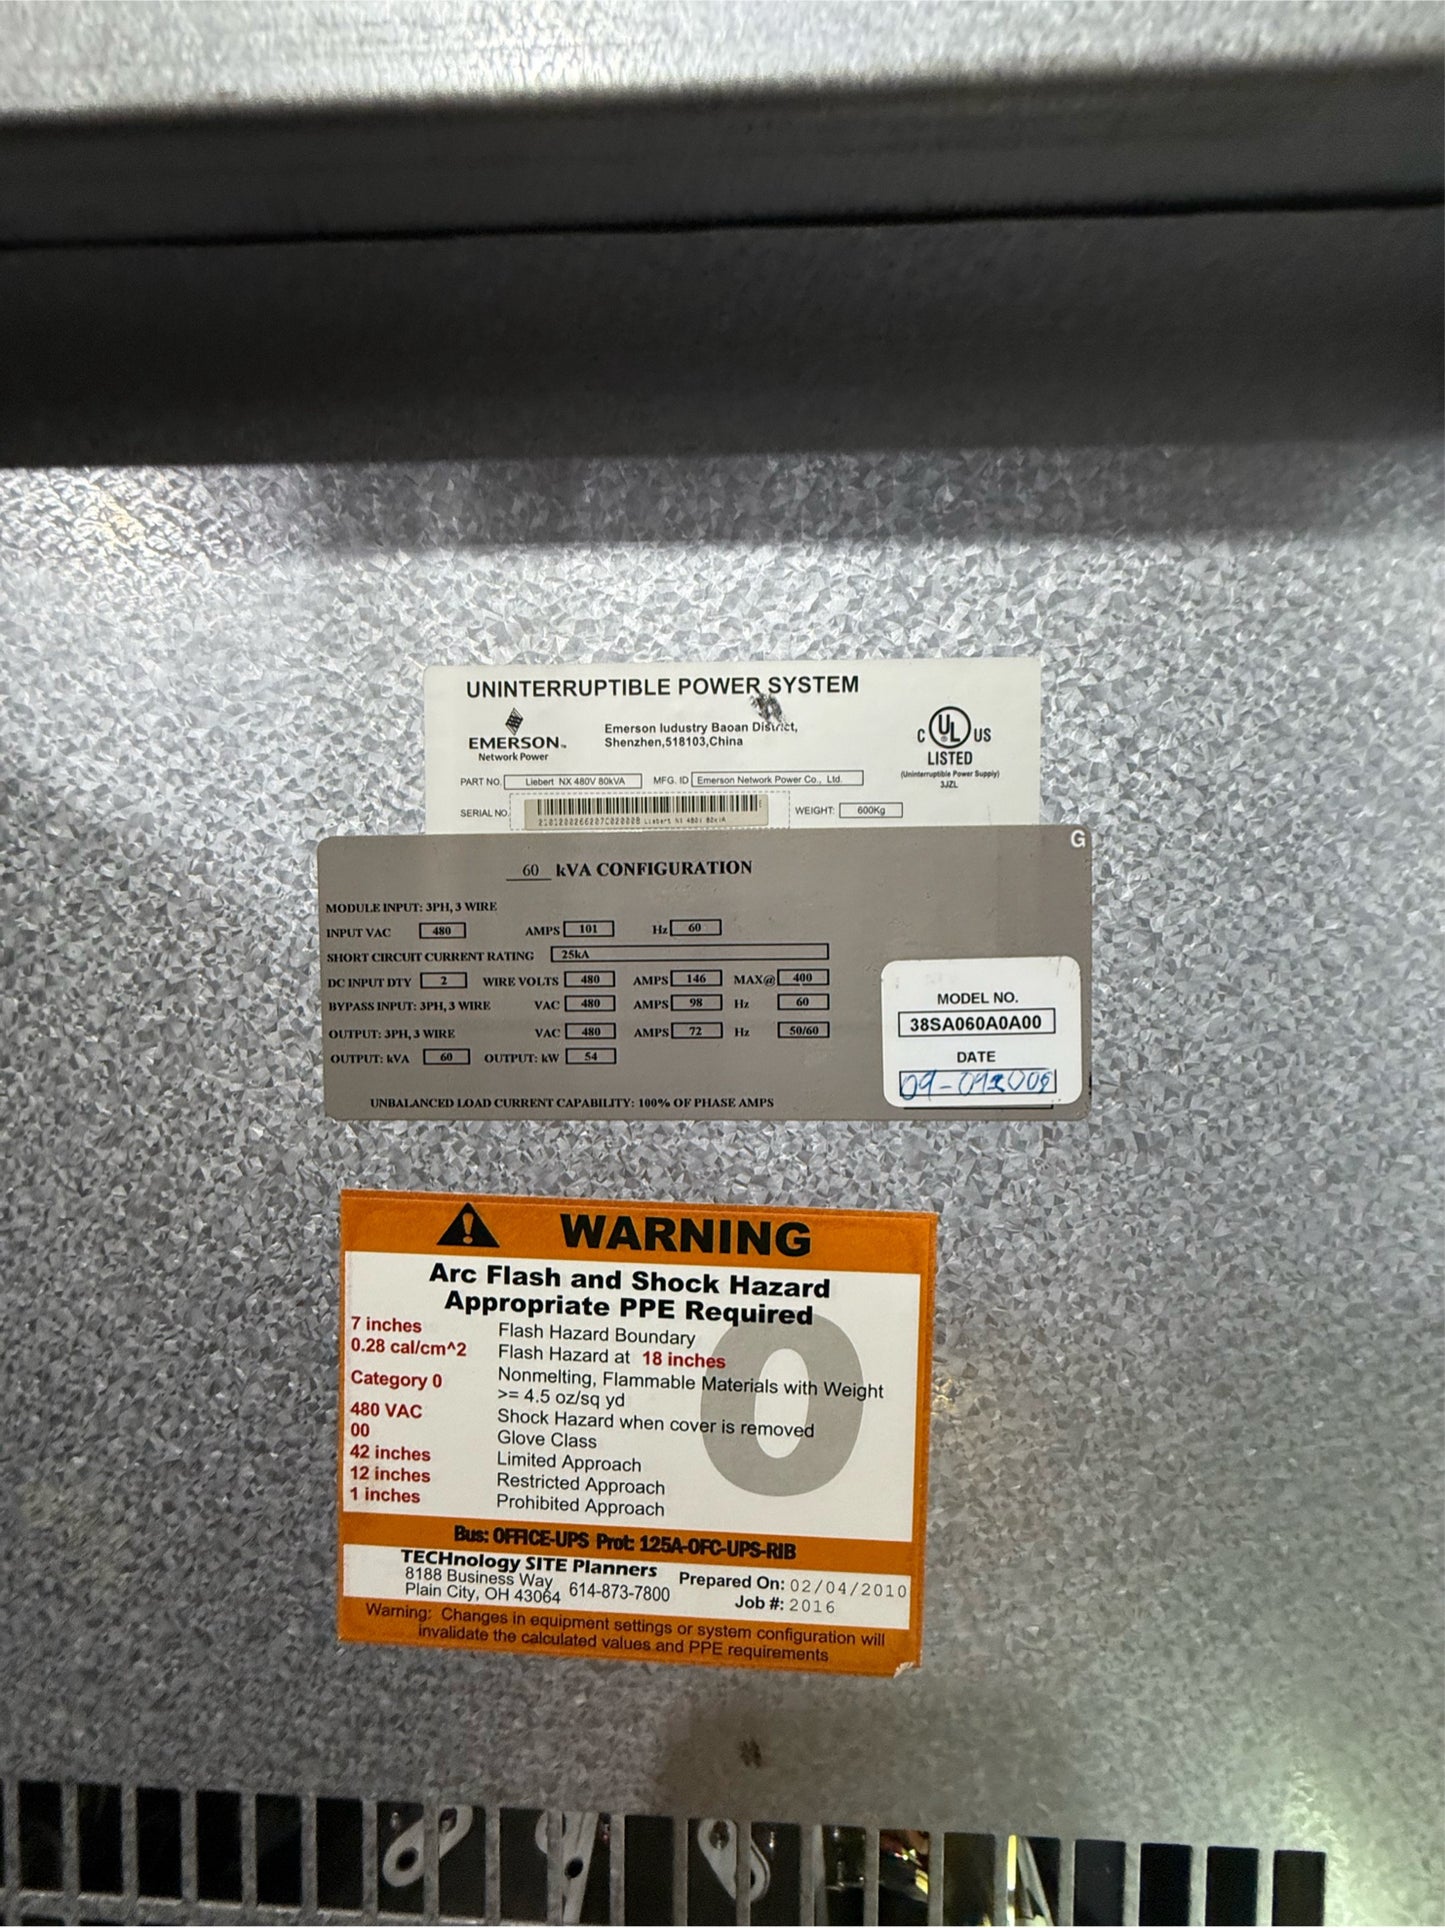 UNINTERRUPTIBLE POWER SYSTEM
EMERSON™
Network Power
Emerson Iudustry Baoan District,
Shenzhen,518103,China
C UL US
LISTED
(Uninterruptible Power Supply)
3JZL
PART NO. Liebert NX 480V 80kVA MFG. ID Emerson Network Power Co., Ltd.
SERIAL NO. WEIGHT: 600Kg
G
60 kVA CONFIGURATION
MODULE INPUT: 3PH, 3 WIRE
INPUT VAC 480 AMPS 101 Hz 60
SHORT CIRCUIT CURRENT RATING 25kA
DC INPUT DTY 2 WIRE VOLTS 480 AMPS 146 MAX@ 400
BYPASS INPUT: 3PH, 3 WIRE VAC 480 AMPS 98 Hz 60
OUTPUT: 3PH, 3 WIRE VAC 480 AMPS 72 Hz 50/60
OUTPUT: kVA 60 OUTPUT: kW 54
UNBALANCED LOAD CURRENT CAPABILITY: 100% OF PHASE AMPS
MODEL NO.
38SA060A0A00
DATE
WARNING
Arc Flash and Shock Hazard
Appropriate PPE Required
0
7 inches Flash Hazard Boundary
0.28 cal/cm^2 Flash Hazard at 18 inches
Category 0 Nonmelting, Flammable Materials with Weight
>= 4.5 oz/sq yd
480 VAC Shock Hazard when cover is removed
00 Glove Class
42 inches Limited Approach
12 inches Restricted Approach
1 inches Prohibited Approach
Bus: OFFICE-UPS Prot: 125A-OFC-UPS-RIB
TECHnology SITE Planners
8188 Business Way
Plain City, OH 43064 614-873-7800
Prepared On: 02/04/2010
Job #: 2016
Warning: Changes in equipment settings or system configuration will
invalidate the calculated values and PPE requirements